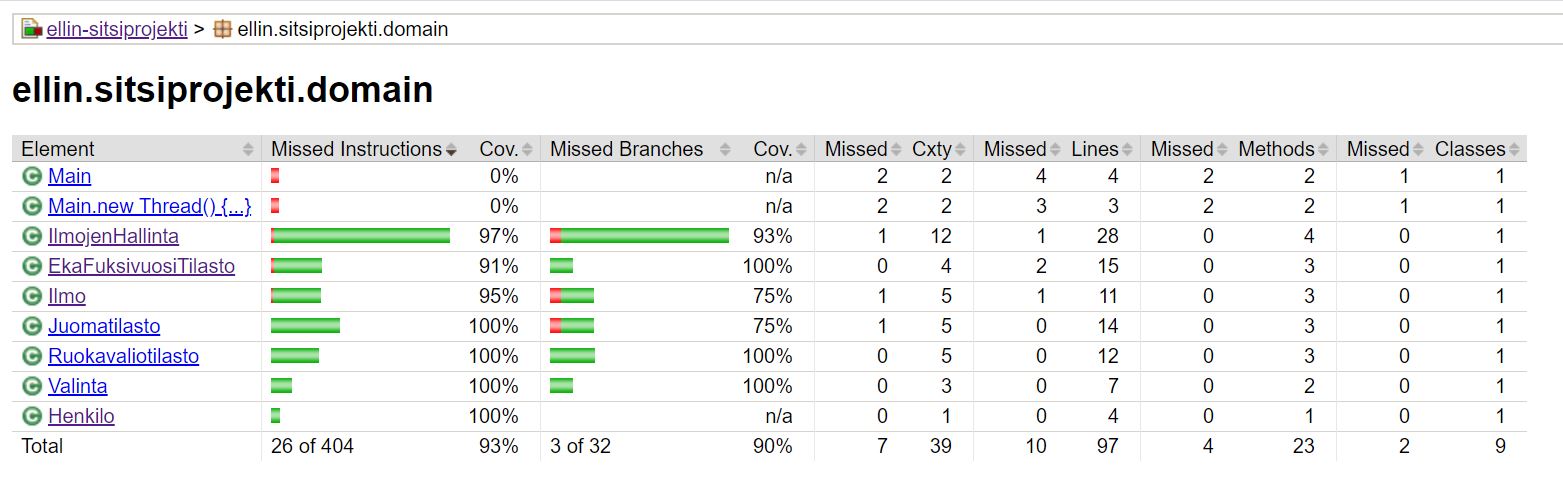 ellin-sitsiprojekti > ellin.sitsiprojekti.domain
ellin.sitsiprojekti.domain
Element Missed Instructions Cov. Missed Branches Cov. Missed Cxty Missed Lines Missed Methods Missed Classes
C Main 0% n/a 2 2 4 4 2 2 1 1
C Main.new Thread() {...} 0% n/a 2 2 3 3 2 2 1 1
C IlmojenHallinta 97% 93% 1 12 1 28 0 4 0 1
C EkaFuksivuosiTilasto 91% 100% 0 4 2 15 0 3 0 1
C Ilmo 95% 75% 1 5 1 11 0 3 0 1
C Juomatilasto 100% 75% 1 5 0 14 0 3 0 1
C Ruokavaliotilasto 100% 100% 0 5 0 12 0 3 0 1
C Valinta 100% 100% 0 3 0 7 0 2 0 1
C Henkilo 100% n/a 0 1 0 4 0 1 0 1
Total 26 of 404 93% 3 of 32 90% 7 39 10 97 4 23 2 9